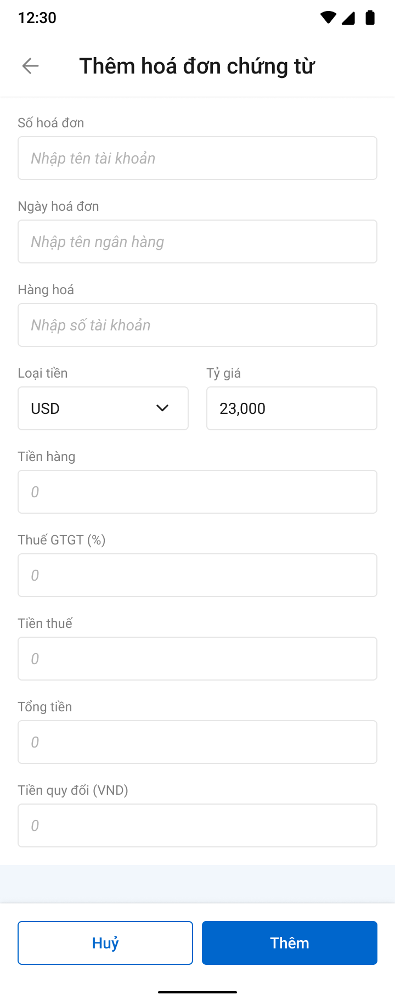 12:30
Thêm hoá đơn chứng từ
Số hoá đơn
Nhập tên tài khoản
Ngày hoá đơn
Nhập tên ngân hàng
Hàng hoá
Nhập số tài khoản
Loại tiền
Tỷ giá
USD
23,000
Tiền hàng
0
Thuế GTGT (%)
0
Tiền thuế
0
Tổng tiền
0
Tiền quy đổi (VND)
0
Huỷ
Thêm